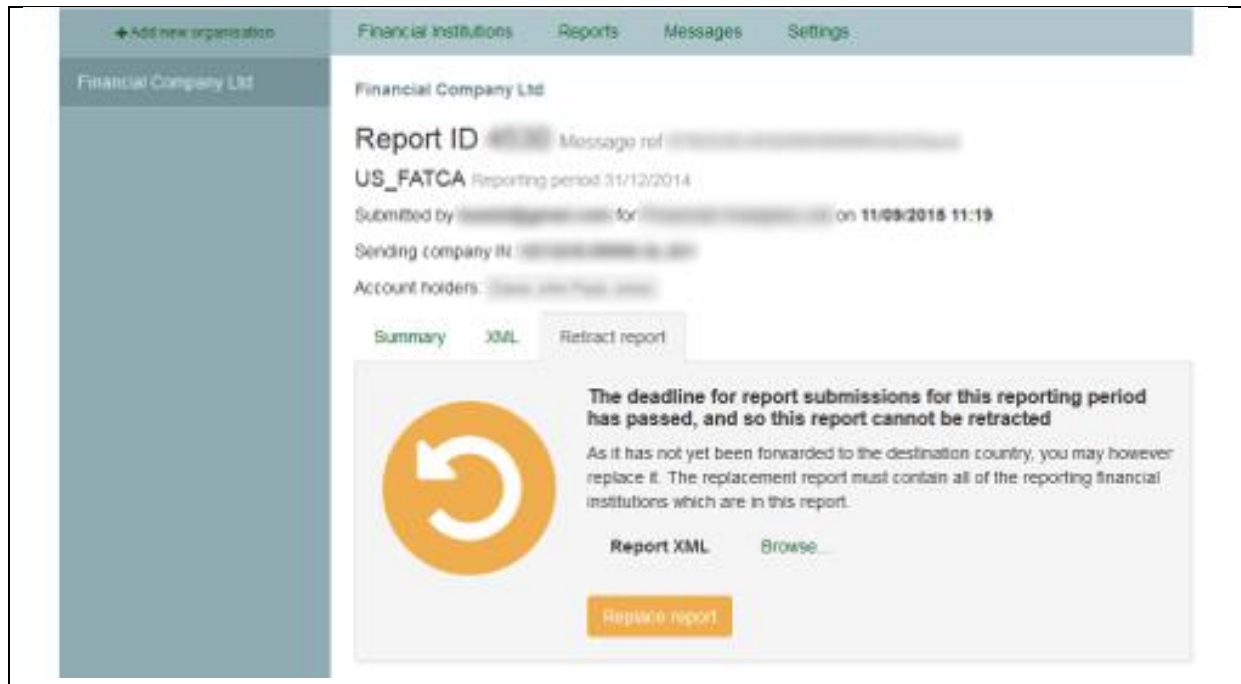 Add new organisation
Financial Institutions Reports Messages Settings
Financial Company Ltd
Financial Company Ltd
Report ID Message ref
US_FATCA Reporting period 31/12/2014
Submitted by for on 11/09/2015 11:19
Sending company IN:
Account holders:
Summary XML Retract report
The deadline for report submissions for this reporting period
has passed, and so this report cannot be retracted
As it has not yet been forwarded to the destination country, you may however
replace it. The replacement report must contain all of the reporting financial
institutions which are in this report.
Report XML Browse...
Replace report